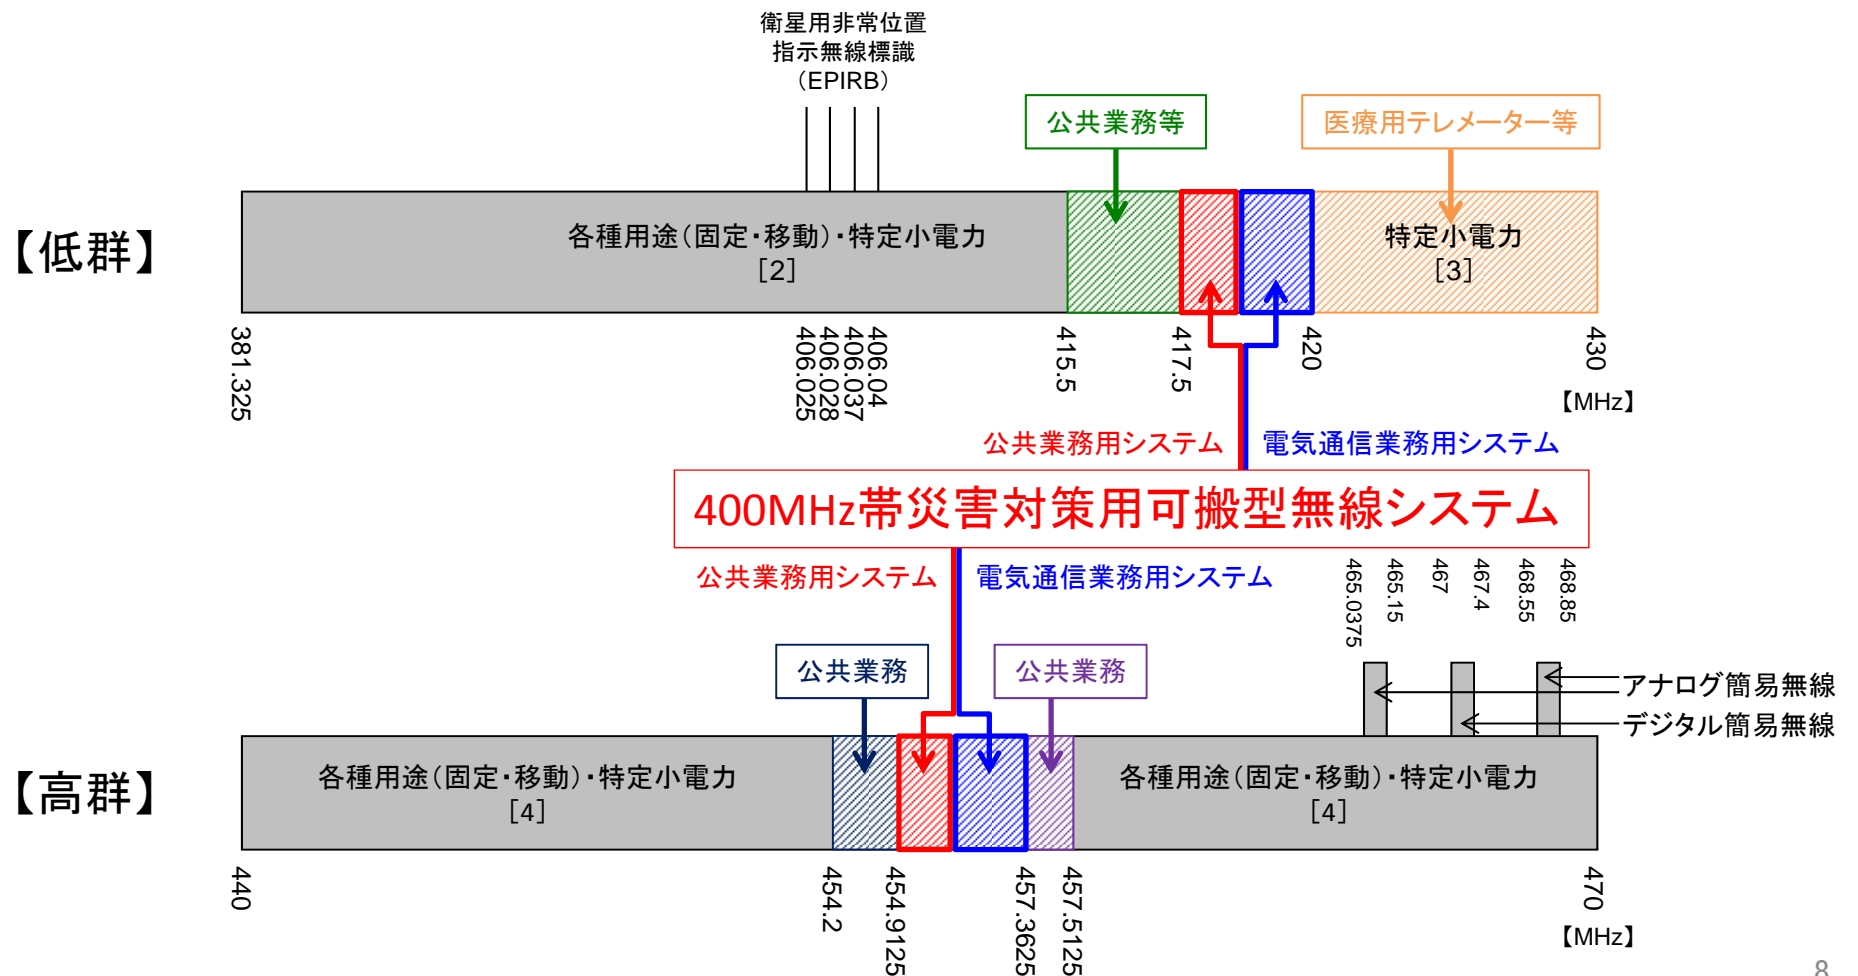 衛星用非常位置
指示無線標識
（EPIRB）
公共業務等
医療用テレメーター等
【低群】
各種用途（固定・移動）・特定小電力
［2］
特定小電力
［3］
381.325
406.025
406.028
406.037
406.04
415.5
417.5
420
430
【MHz】
公共業務用システム
電気通信業務用システム
400MHz帯災害対策用可搬型無線システム
公共業務用システム
電気通信業務用システム
465.0375
465.15
467
467.4
468.55
468.85
公共業務
公共業務
アナログ簡易無線
デジタル簡易無線
【高群】
各種用途（固定・移動）・特定小電力
［4］
各種用途（固定・移動）・特定小電力
［4］
440
454.2
454.9125
457.3625
457.5125
470
【MHz】
8